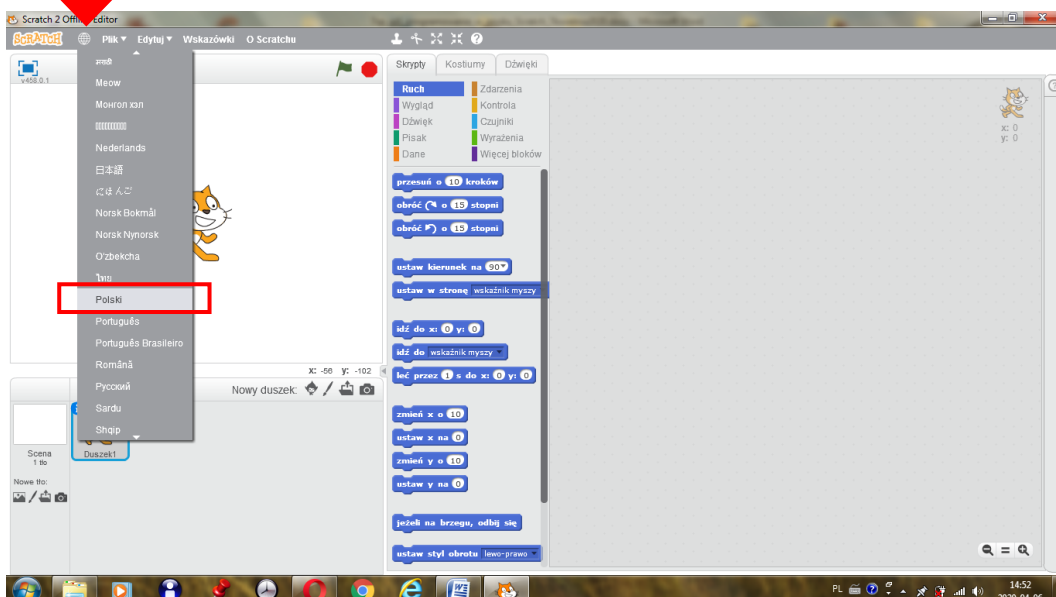 Scratch 2 Offline Editor
SCRATCH Plik Edytuj Wskazówki O Scratchu
v458.0.1
मराठी
Meow
Монгол хэл
Nederlands
日本語
にほんご
Norsk Bokmål
Norsk Nynorsk
O'zbekcha
ไทย
Polski
Português
Português Brasileiro
Română
Русский
Sardu
Shqip
X: -56 y: -102
Nowy duszek:
Scena
1 tło
Nowe tło:
Duszek1
Skrypty Kostiumy Dźwięki
Ruch Zdarzenia
Wygląd Kontrola
Dźwięk Czujniki
Pisak Wyrażenia
Dane Więcej bloków
przesuń o 10 kroków
obróć o 15 stopni
obróć o 15 stopni
ustaw kierunek na 90
ustaw w stronę wskaźnik myszy
idź do x: 0 y: 0
idź do wskaźnik myszy
leć przez 1 s do x: 0 y: 0
zmień x o 10
ustaw x na 0
zmień y o 10
ustaw y na 0
jeżeli na brzegu, odbij się
ustaw styl obrotu lewo-prawo
x: 0
y: 0
PL 14:52
2020-04-06